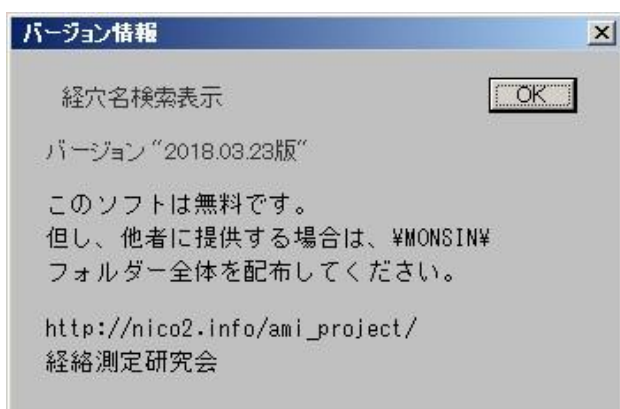 バージョン情報
経穴名検索表示
OK
バージョン“2018.03.23版“
このソフトは無料です。
但し、他者に提供する場合は、¥MONSIN¥
フォルダー全体を配布してください。
http://nico2.info/ami_project/
経絡測定研究会